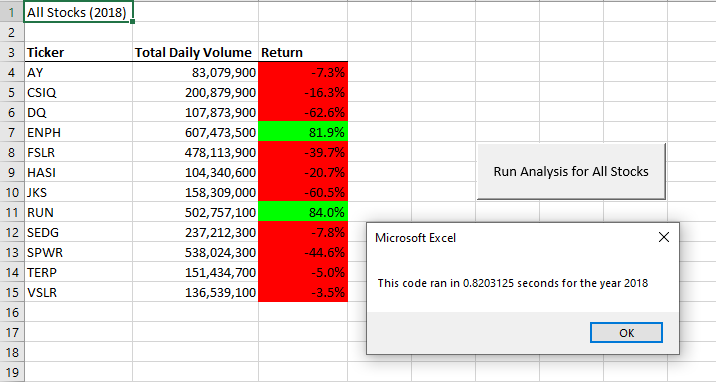 1 All Stocks (2018)
2
3 Ticker Total Daily Volume Return
4 AY 83,079,900 -7.3%
5 CSIQ 200,879,900 -16.3%
6 DQ 107,873,900 -62.6%
7 ENPH 607,473,500 81.9%
8 FSLR 478,113,900 -39.7%
9 HASI 104,340,600 -20.7%
10 JKS 158,309,000 -60.5%
11 RUN 502,757,100 84.0%
12 SEDG 237,212,300 -7.8%
13 SPWR 538,024,300 -44.6%
14 TERP 151,434,700 -5.0%
15 VSLR 136,539,100 -3.5%
16
17
18
19
Run Analysis for All Stocks
Microsoft Excel
This code ran in 0.8203125 seconds for the year 2018
OK